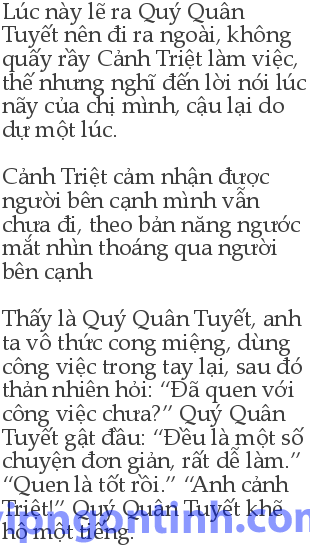 Lúc này lẽ ra Quý Quân
Tuyết nên đi ra ngoài, không
quấy rầy Cảnh Triệt làm việc,
thế nhưng nghĩ đến lời nói lúc
nãy của chị mình, cậu lại do
dự một lúc.
Cảnh Triệt cảm nhận được
người bên cạnh mình vẫn
chưa đi, theo bản năng ngước
mắt nhìn thoáng qua người
bên cạnh
Thấy là Quý Quân Tuyết, anh
ta vô thức cong miệng, dùng
công việc trong tay lại, sau đó
thản nhiên hỏi: “Đã quen với
công việc chưa?” Quý Quân
Tuyết gật đầu: “Đều là một số
chuyện đơn giản, rất dễ làm.”
“Quen là tốt rồi.” “Anh cảnh
Triệt!” Quý Quân Tuyết khẽ
hô một tiếng.
vipngontinh.com